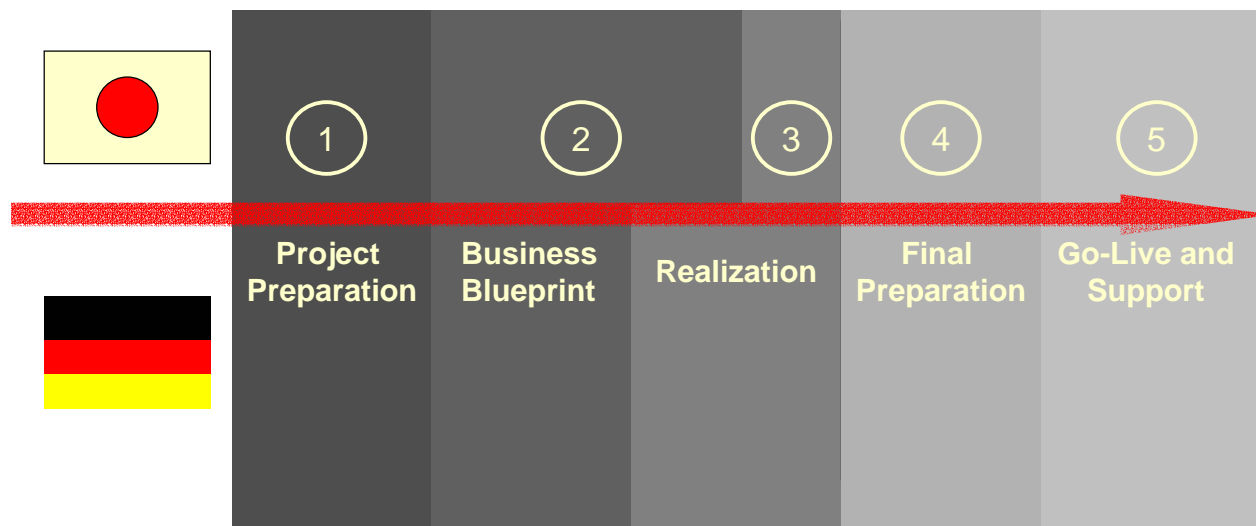 1
2
3
4
5
Project
Preparation
Business
Blueprint
Realization
Final
Preparation
Go-Live and
Support